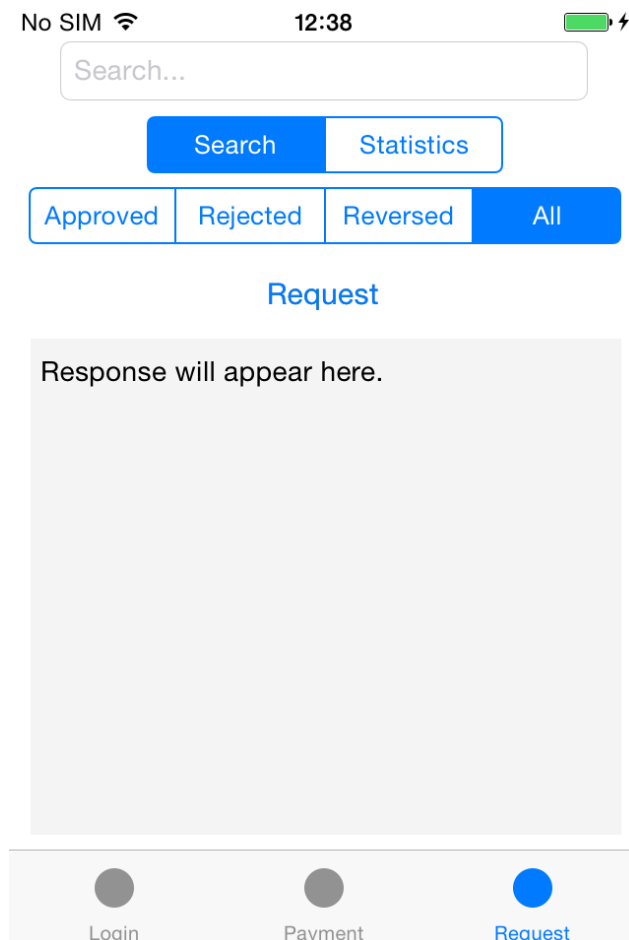 No SIM 12:38
Search...
Search Statistics
Approved Rejected Reversed All
Request
Response will appear here.
Login Payment Request